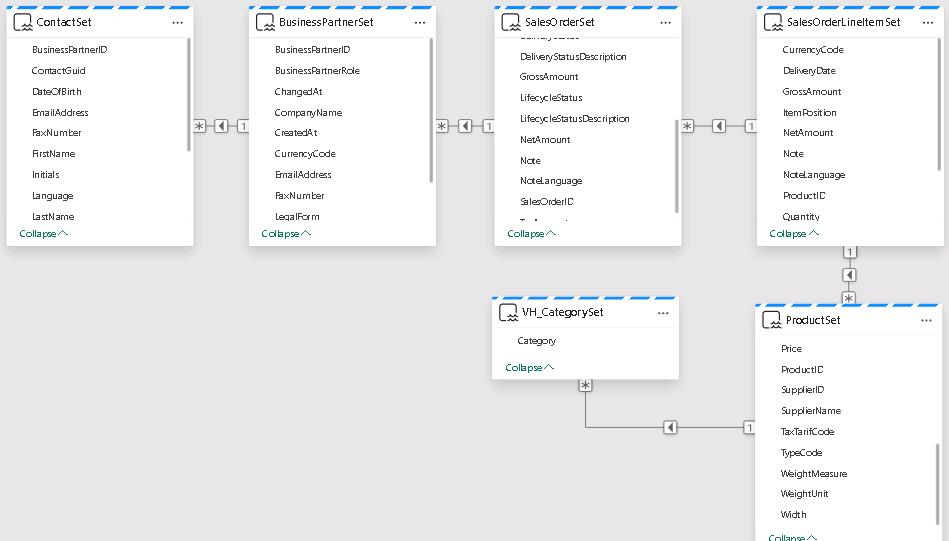 ContactSet
BusinessPartnerID
ContactGuid
DateOfBirth
EmailAddress
FaxNumber
FirstName
Initials
Language
LastName
Collapse
* 1
BusinessPartnerSet
BusinessPartnerID
BusinessPartnerRole
ChangedAt
CompanyName
CreatedAt
CurrencyCode
EmailAddress
FaxNumber
LegalForm
Collapse
* 1
SalesOrderSet
DeliveryStatusDescription
GrossAmount
LifecycleStatus
LifecycleStatusDescription
NetAmount
Note
NoteLanguage
SalesOrderID
Collapse
* 1
SalesOrderLineItemSet
CurrencyCode
DeliveryDate
GrossAmount
ItemPosition
NetAmount
Note
NoteLanguage
ProductID
Quantity
Collapse
1
*
VH_CategorySet
Category
Collapse
*
1
ProductSet
Price
ProductID
SupplierID
SupplierName
TaxTarifCode
TypeCode
WeightMeasure
WeightUnit
Width
Collapse